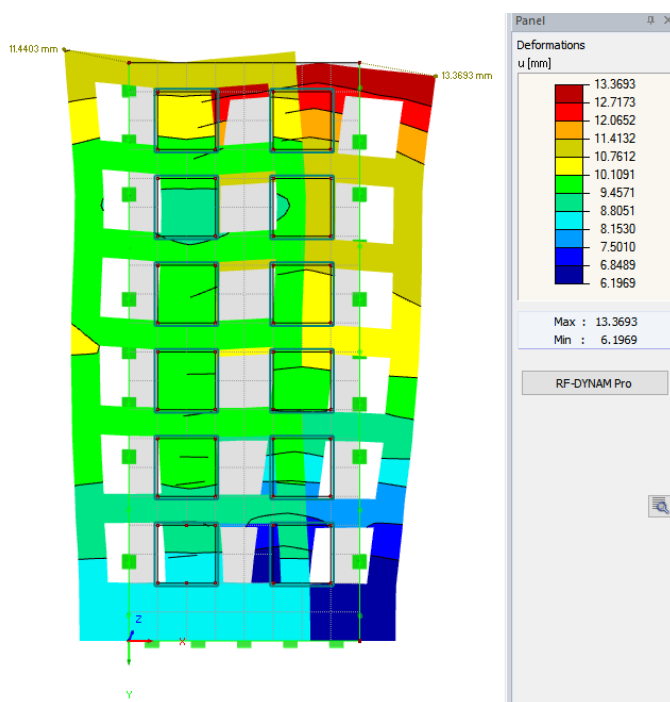 Panel
Deformations
u [mm]
13.3693
12.7173
12.0652
11.4132
10.7612
10.1091
9.4571
8.8051
8.1530
7.5010
6.8489
6.1969
Max : 13.3693
Min : 6.1969
RF-DYNAM Pro
11.4403 mm
13.3693 mm
Z
X
Y